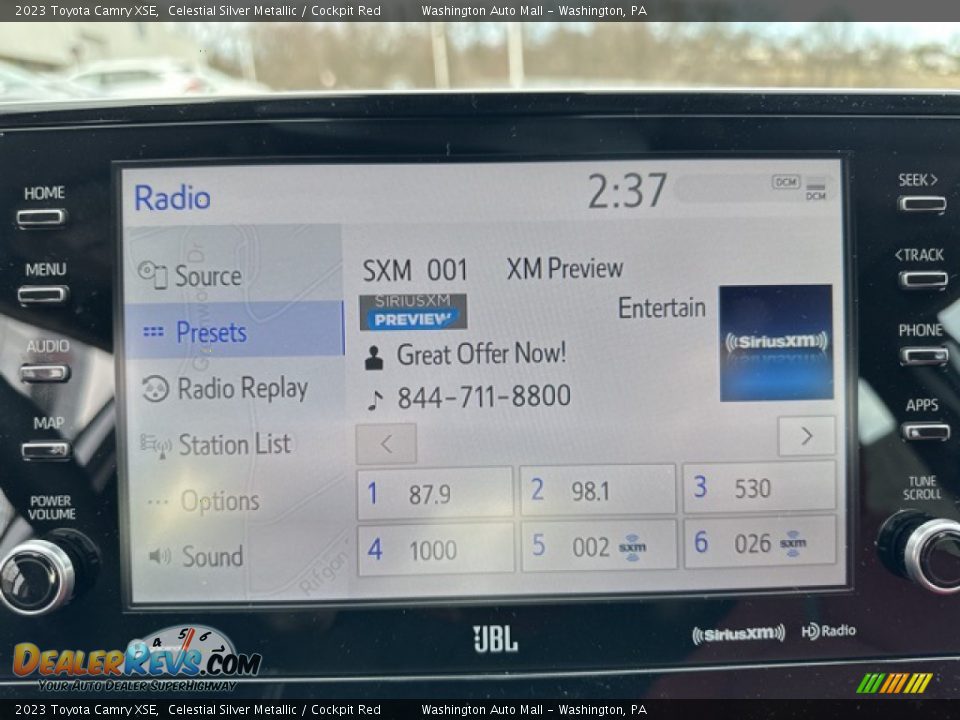 2023 Toyota Camry XSE,  Celestial Silver Metallic / Cockpit Red   Washington Auto Mall - Washington, PA
HOME
MENU
AUDIO
MAP
POWER
VOLUME
Radio
2:37
DCM
DCM
Source
Presets
Radio Replay
Station List
Options
Sound
SXM 001
XM Preview
SIRIUSXM
PREVIEW
Entertain
((SiriusXM))
Great Offer Now!
844-711-8800
<
>
1 87.9
2 98.1
3 530
4 1000
5 002 sxm
6 026 sxm
SEEK>
<TRACK
PHONE
APPS
TUNE
SCROLL
JBL
((SiriusXM))
HD Radio
4 5 6
DealerRevs.com
Your Auto Dealer SuperHighway
2023 Toyota Camry XSE,  Celestial Silver Metallic / Cockpit Red   Washington Auto Mall - Washington, PA